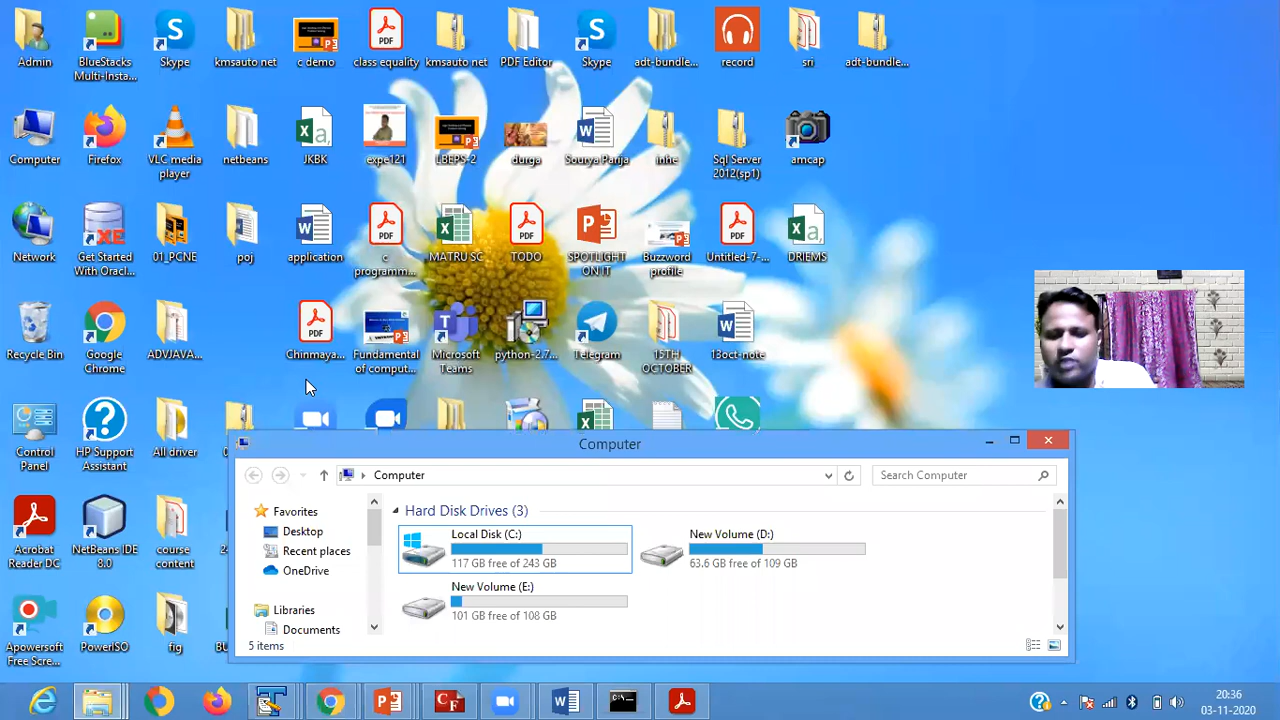 Admin
BlueStacks
Multi-Insta...
Skype
kmsauto net
c demo
class equality
kmsauto net
PDF Editor
Skype
adt-bundle...
record
sri
adt-bundle...
Computer
Firefox
VLC media
player
netbeans
JKBK
expe121
LBEPS-2
durga
Sourya Parija
inhe
Sql Server
2012(sp1)
amcap
Network
Get Started
With Oracl...
01_PCNE
poj
application
c
programm...
MATRU SC
TODO
SPOTLIGHT
ON IT
Buzzword
profile
Untitled-7-...
DRIEMS
Recycle Bin
Google
Chrome
ADVJAVA...
Chinmaya...
Fundamental
of comput...
Microsoft
Teams
python-2.7...
Telegram
15TH
OCTOBER
13oct-note
Control
Panel
HP Support
Assistant
All driver
Acrobat
Reader DC
NetBeans IDE
8.0
course
content
Apowersoft
Free Scre...
PowerISO
fig
Computer
Computer
Search Computer
Favorites
Desktop
Recent places
OneDrive
Libraries
Documents
Hard Disk Drives (3)
Local Disk (C:)
117 GB free of 243 GB
New Volume (D:)
63.6 GB free of 109 GB
New Volume (E:)
101 GB free of 108 GB
5 items
20:36
03-11-2020